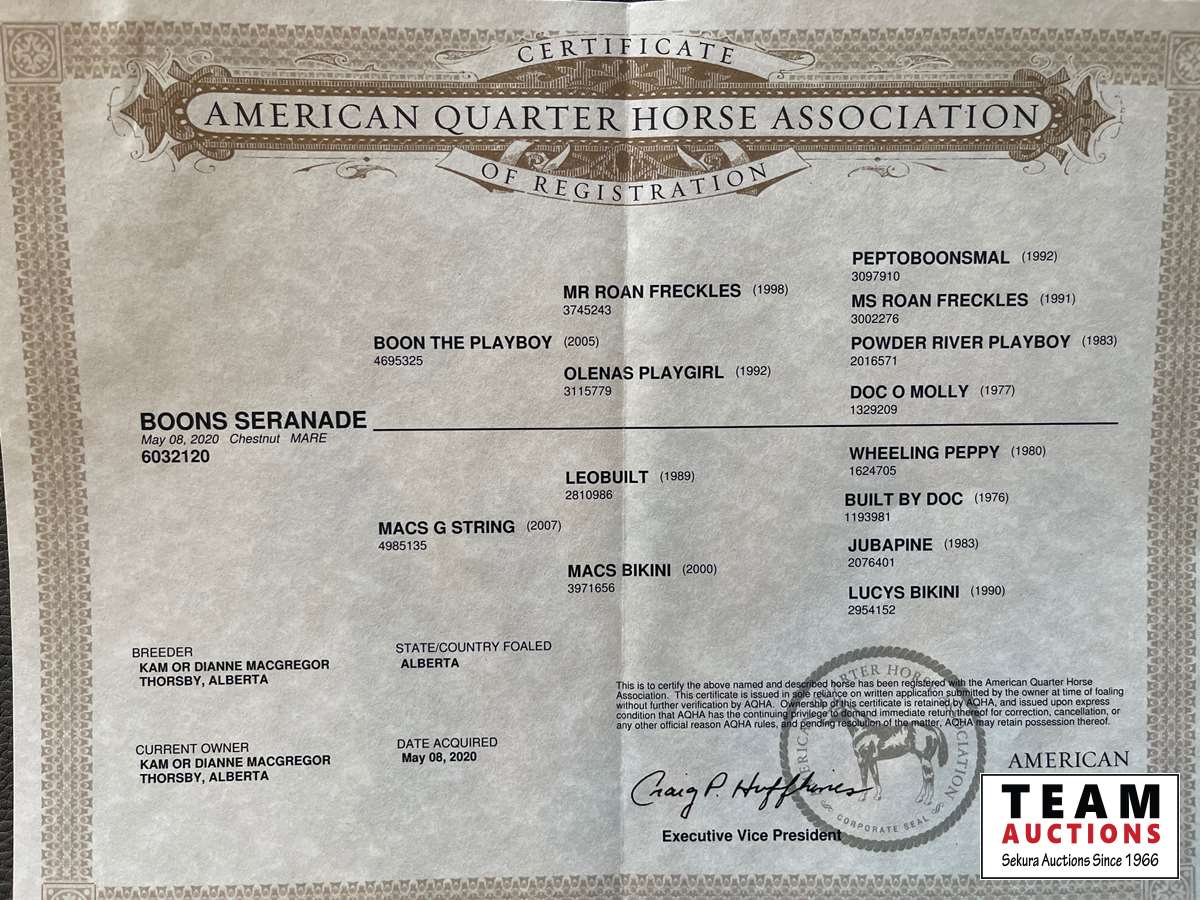 CERTIFICATE
AMERICAN QUARTER HORSE ASSOCIATION
OF REGISTRATION
PEPTOBOONSMAL (1992)
3097910
MR ROAN FRECKLES (1998)
3745243
MS ROAN FRECKLES (1991)
3002276
BOON THE PLAYBOY (2005)
4695325
POWDER RIVER PLAYBOY (1983)
2016571
OLENAS PLAYGIRL (1992)
3115779
DOC O MOLLY (1977)
1329209
BOONS SERANADE
May 08, 2020 Chestnut MARE
6032120
WHEELING PEPPY (1980)
1624705
LEOBUILT (1989)
2810986
BUILT BY DOC (1976)
1193981
MACS G STRING (2007)
4985135
JUBAPINE (1983)
2076401
MACS BIKINI (2000)
3971656
LUCYS BIKINI (1990)
2954152
BREEDER
KAM OR DIANNE MACGREGOR
THORSBY, ALBERTA
STATE/COUNTRY FOALED
ALBERTA
CURRENT OWNER
KAM OR DIANNE MACGREGOR
THORSBY, ALBERTA
DATE ACQUIRED
May 08, 2020
This is to certify the above named and described horse has been registered with the American Quarter Horse
Association. This certificate is issued in sole reliance on written application submitted by the owner at time of foaling
without further verification by AQHA. Ownership of this certificate is retained by AQHA, and issued upon express
condition that AQHA has the continuing privilege to demand immediate return thereof for correction, cancellation, or
any other official reason AQHA rules, and pending resolution of the matter, AQHA may retain possession thereof.
Craig P. Huffhines
Executive Vice President
QUARTER HORSE ASSOCIATION
CORPORATE SEAL
AMERICAN
TEAM
AUCTIONS
Sekura Auctions Since 1966